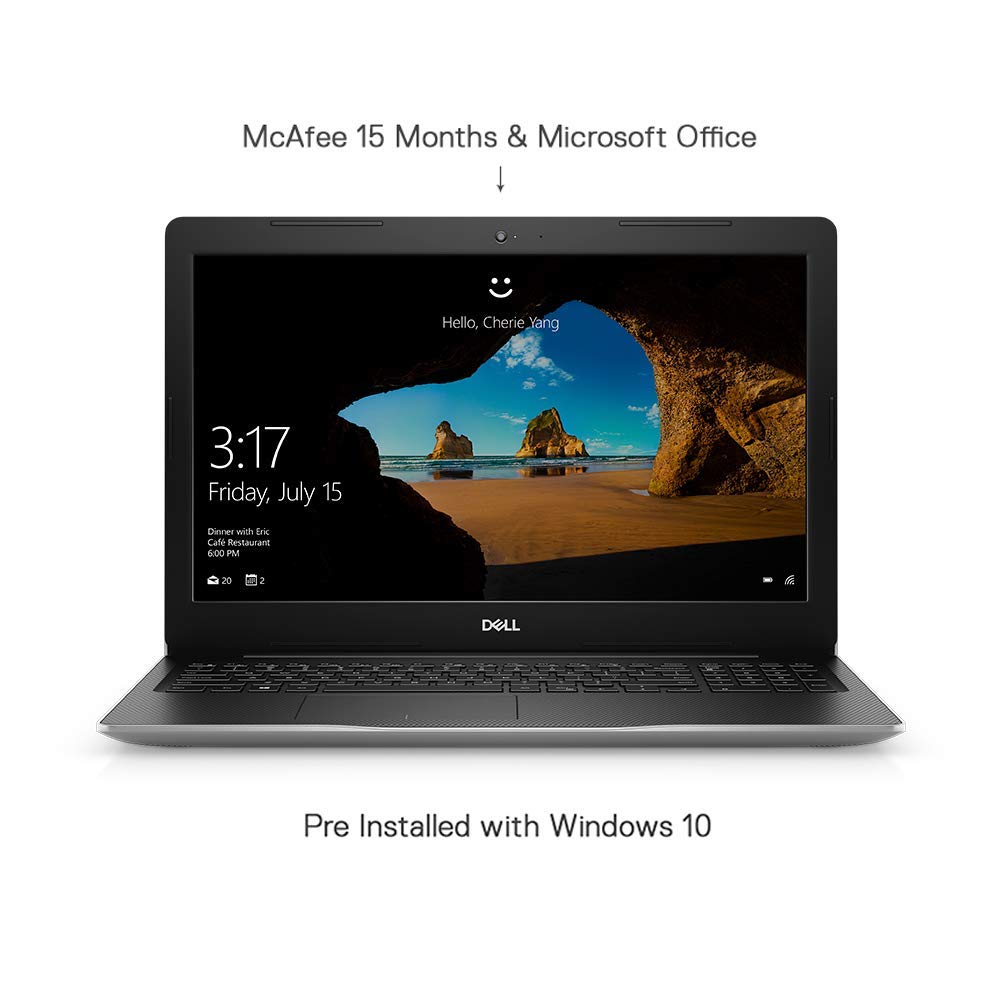 McAfee 15 Months & Microsoft Office
Hello, Cherie Yang
3:17
Friday, July 15
Dinner with Eric
Café Restaurant
6:00 PM
20 2
DELL
Pre Installed with Windows 10